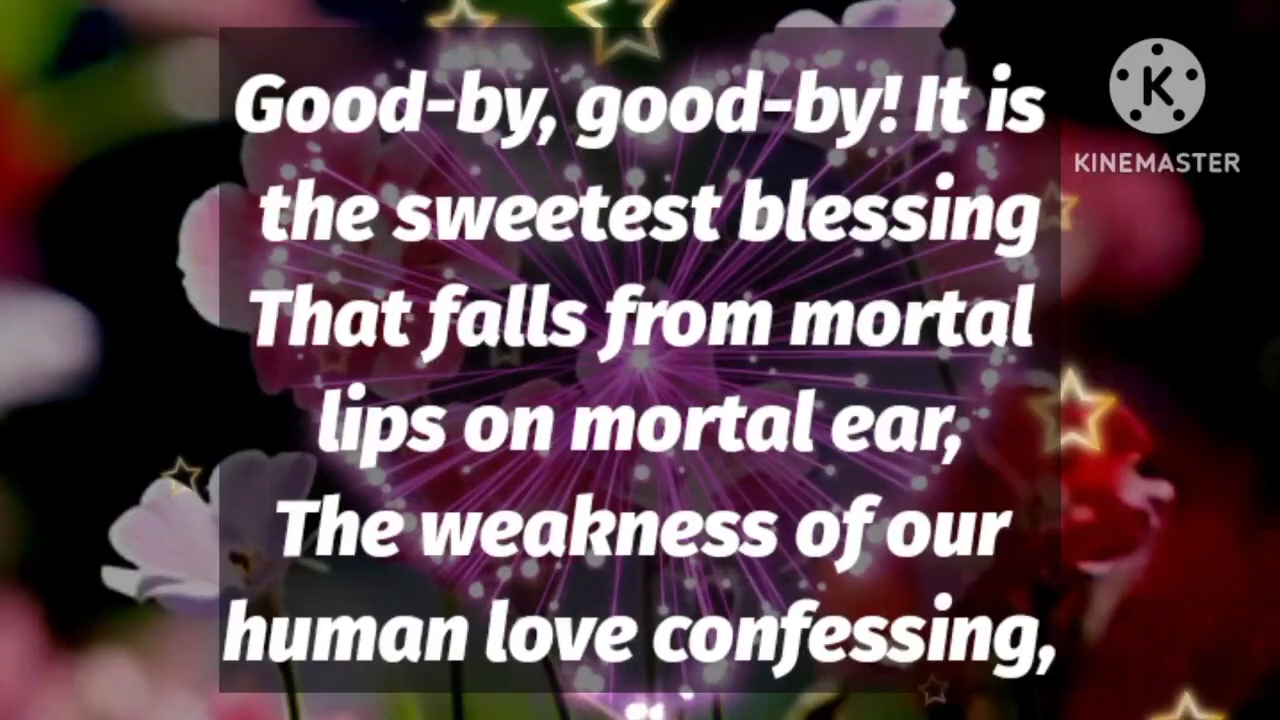 Good-by, good-by! It is
the sweetest blessing
That falls from mortal
lips on mortal ear,
The weakness of our
human love confessing,
K
KINEMASTER